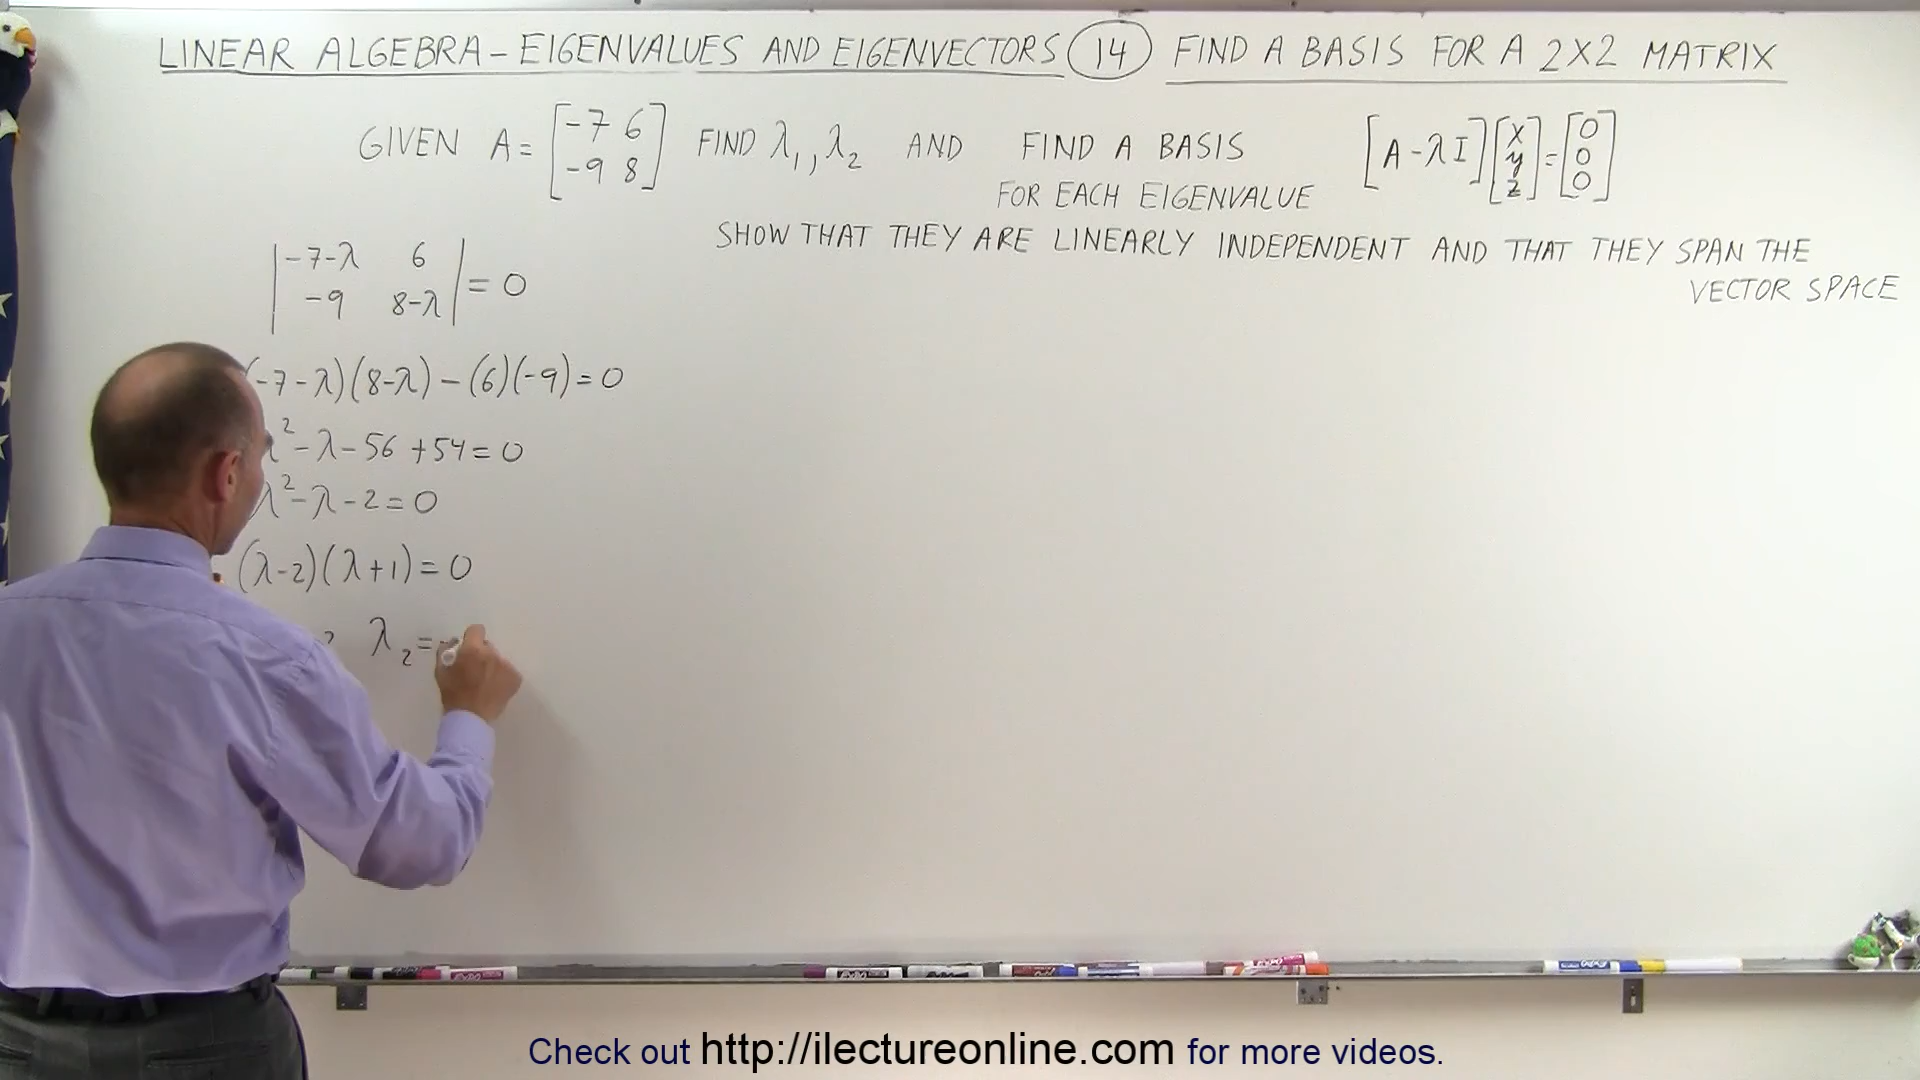 LINEAR ALGEBRA - EIGENVALUES AND EIGENVECTORS 14 FIND A BASIS FOR A 2X2 MATRIX
GIVEN A = [-7 6; -9 8] FIND λ₁, λ₂ AND FIND A BASIS [A - λI][x y z] = [0 0 0]
FOR EACH EIGENVALUE
SHOW THAT THEY ARE LINEARLY INDEPENDENT AND THAT THEY SPAN THE
VECTOR SPACE
|-7-λ 6|
|-9 8-λ| = 0
(-7-λ)(8-λ) - (6)(-9) = 0
² - λ - 56 + 54 = 0
λ² - λ - 2 = 0
(λ-2)(λ+1) = 0
λ₂ =
EXPO EXPO
Check out http://ilectureonline.com for more videos.